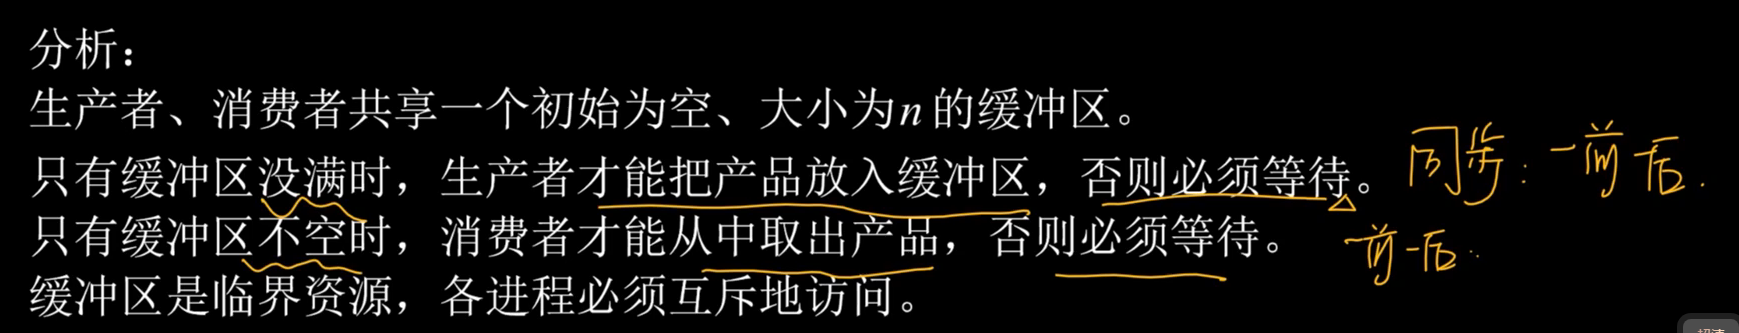 分析：
生产者、消费者共享一个初始为空、大小为n的缓冲区。
只有缓冲区没满时，生产者才能把产品放入缓冲区，否则必须等待。
同步：一前一后.
只有缓冲区不空时，消费者才能从中取出产品，否则必须等待。
一前一后..
缓冲区是临界资源，各进程必须互斥地访问。